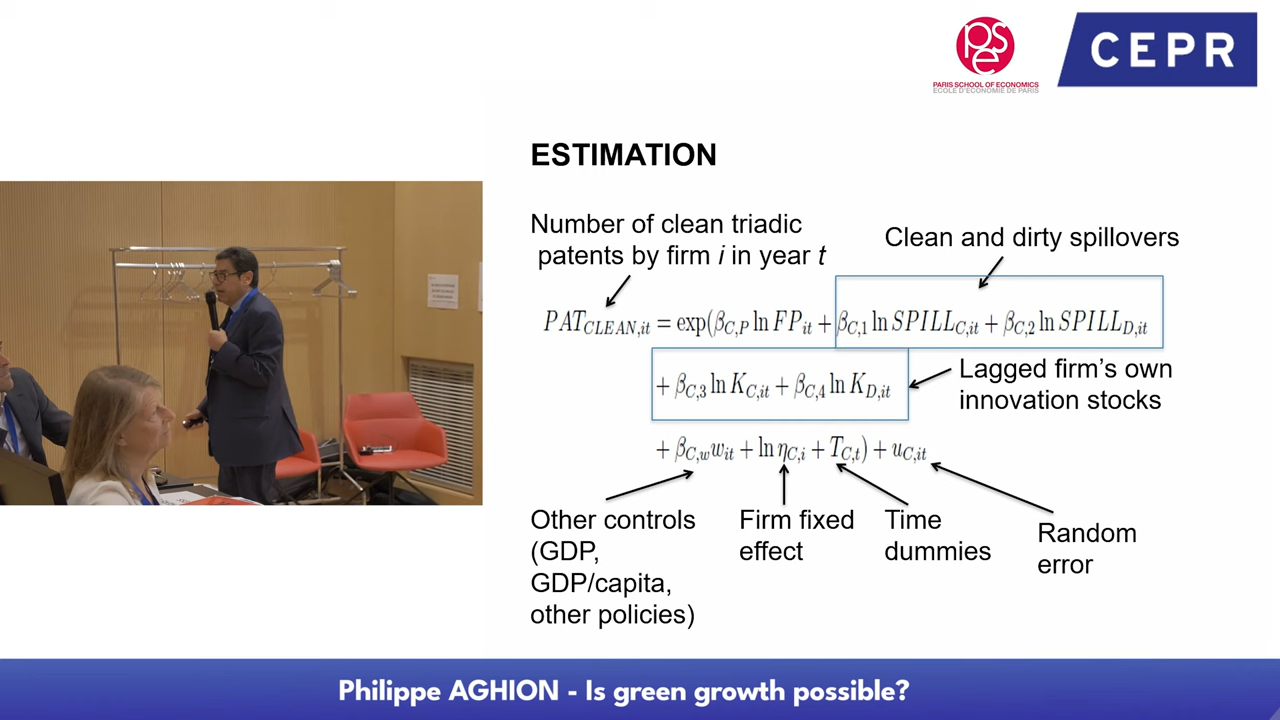 pse
PARIS SCHOOL OF ECONOMICS
ECOLE D'ECONOMIE DE PARIS
CEPR
ESTIMATION
Number of clean triadic
patents by firm i in year t
Clean and dirty spillovers
PAT_{CLEAN,it} = exp(β_{C,P} ln FP_{it} + β_{C,1} ln SPILL_{C,it} + β_{C,2} ln SPILL_{D,it}
+ β_{C,3} ln K_{C,it} + β_{C,4} ln K_{D,it}
Lagged firm's own
innovation stocks
+ β_{C,w}w_{it} + ln η_{C,i} + T_{C,t}) + u_{C,it}
Other controls
(GDP,
GDP/capita,
other policies)
Firm fixed
effect
Time
dummies
Random
error
Philippe AGHION - Is green growth possible?